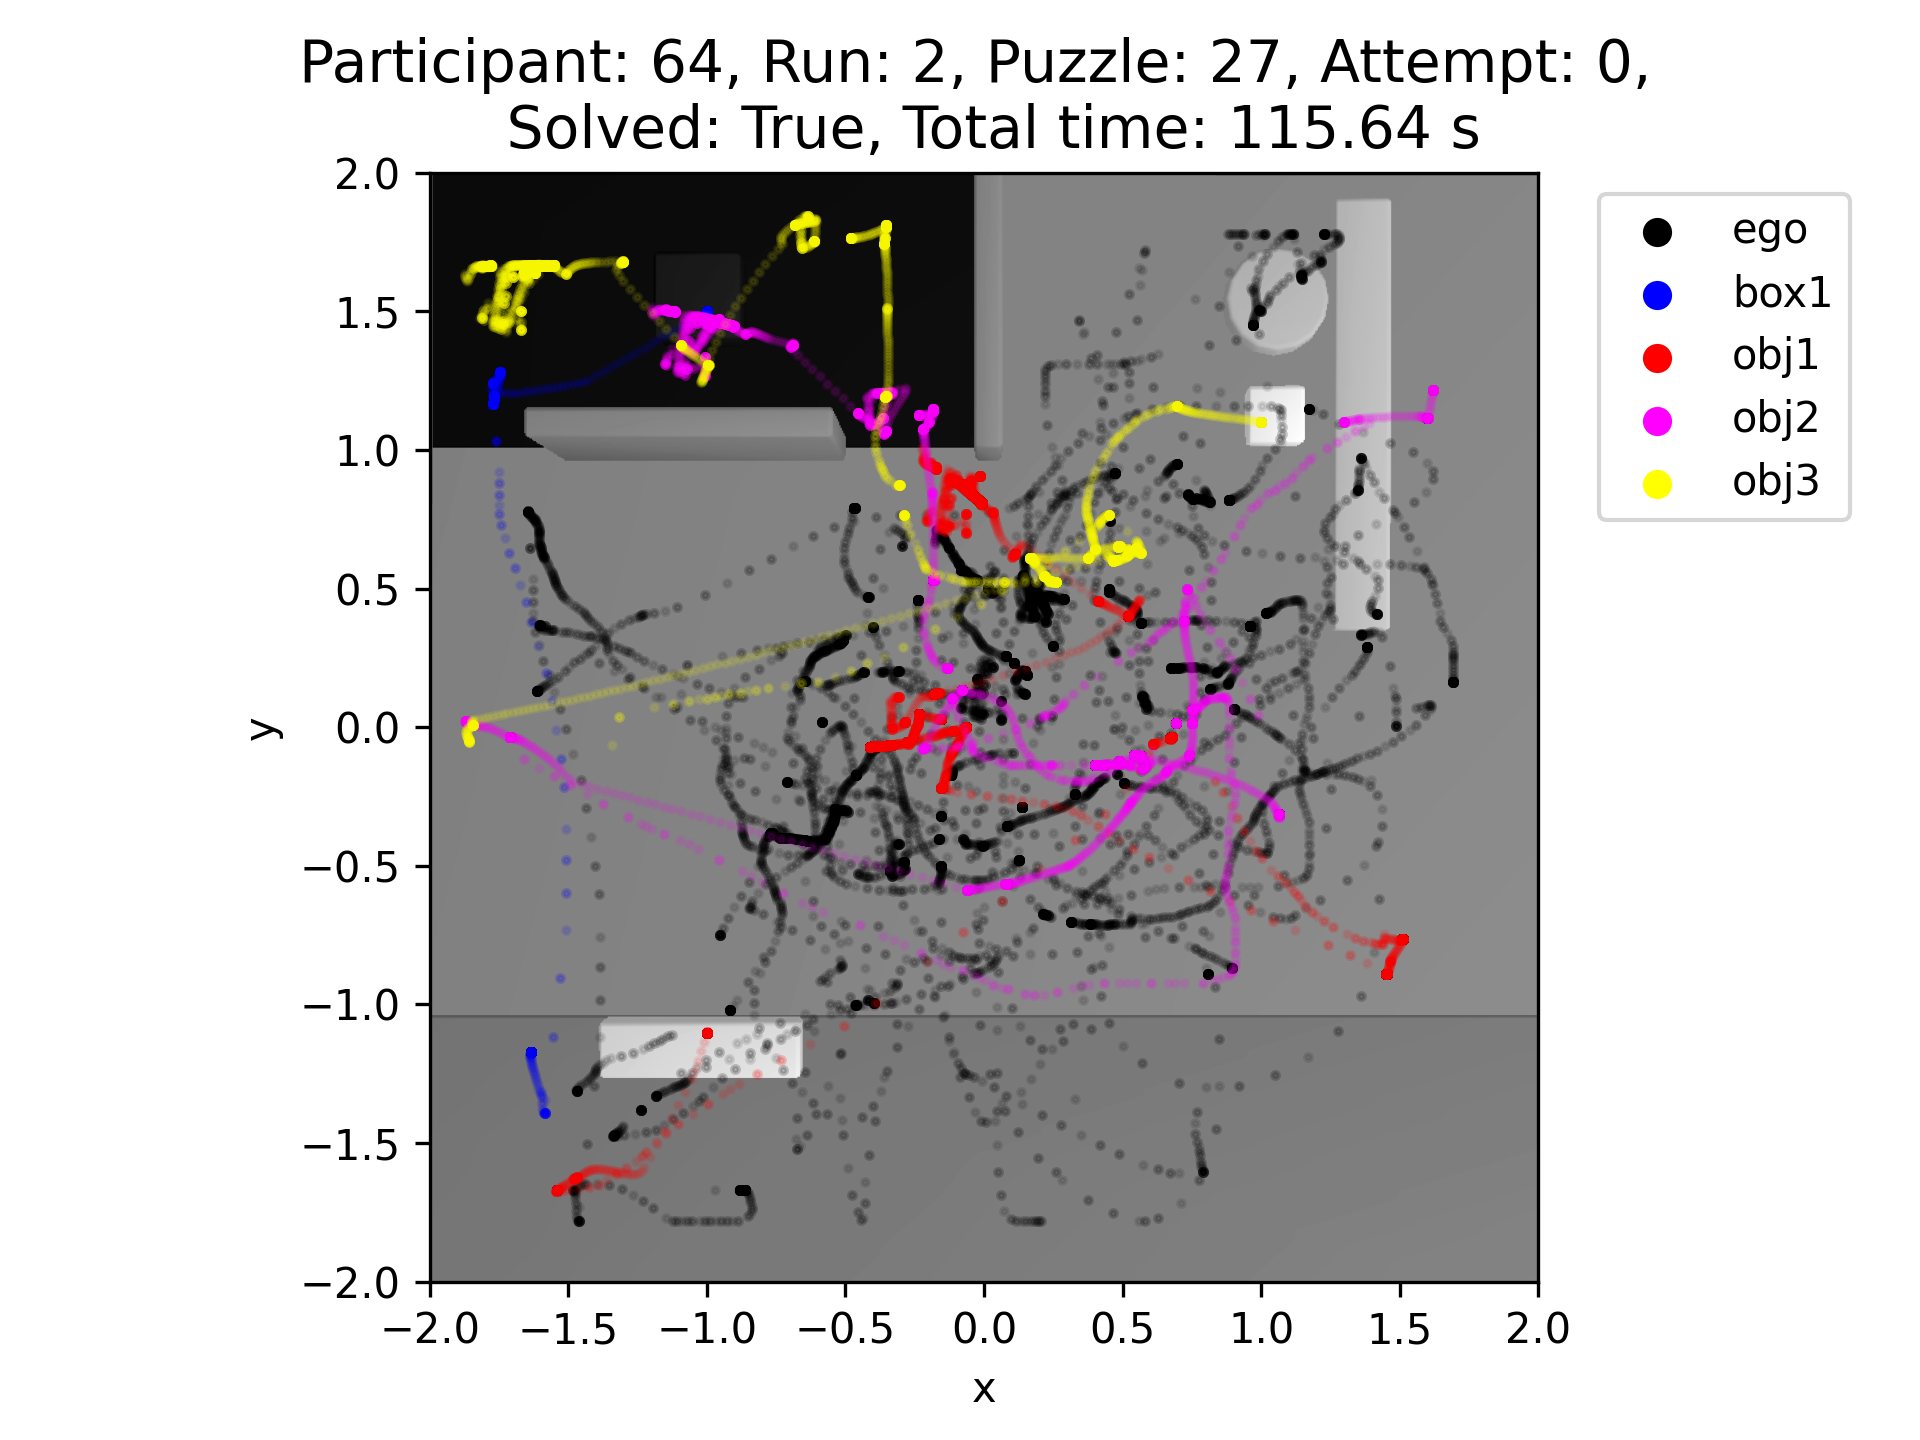 Participant: 64, Run: 2, Puzzle: 27, Attempt: 0,
Solved: True, Total time: 115.64 s
2.0
1.5
1.0
0.5
0.0
−0.5
−1.0
−1.5
−2.0
y
−2.0 −1.5 −1.0 −0.5 0.0 0.5 1.0 1.5 2.0
x
ego
box1
obj1
obj2
obj3